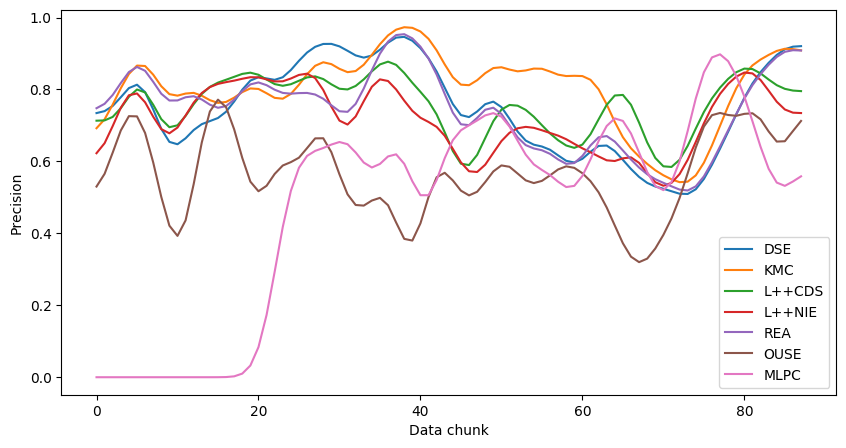 1.0
0.8
0.6
0.4
0.2
0.0
Precision
0
20
40
60
80
Data chunk
DSE
KMC
L++CDS
L++NIE
REA
OUSE
MLPC